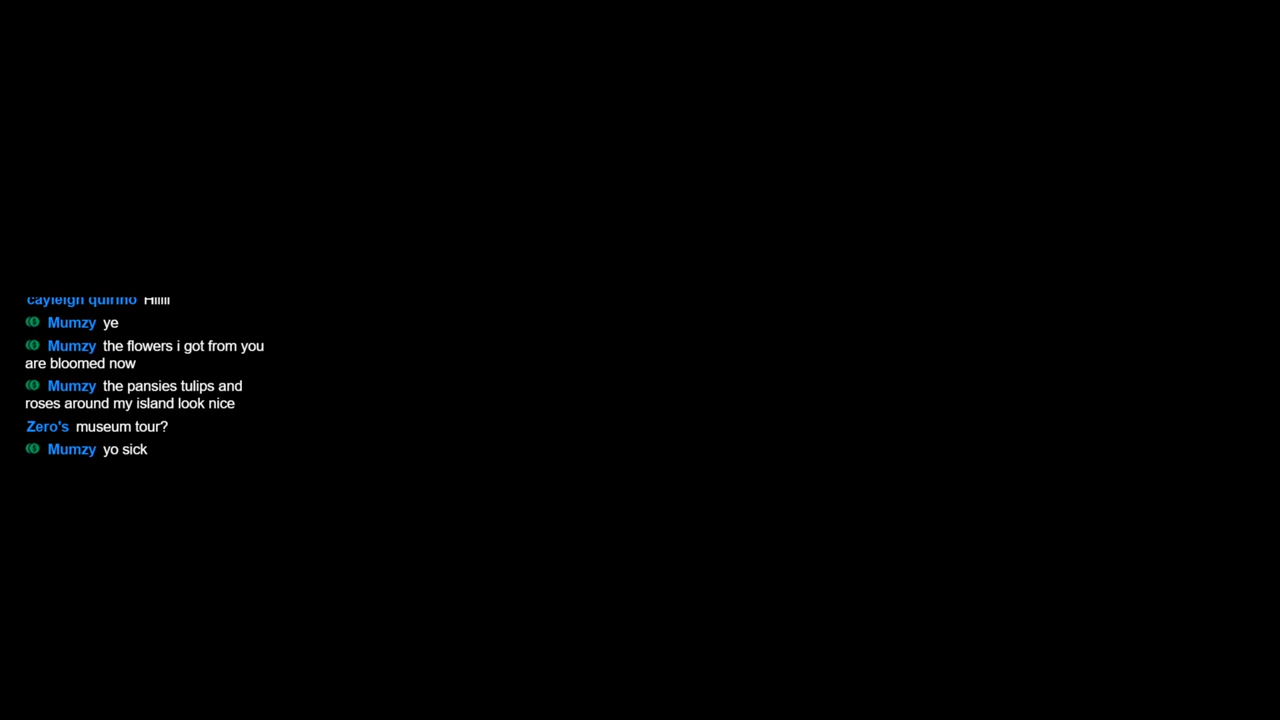 cayleigh quirino Hiiiii
Mumzy ye
Mumzy the flowers i got from you
are bloomed now
Mumzy the pansies tulips and
roses around my island look nice
Zero's museum tour?
Mumzy yo sick